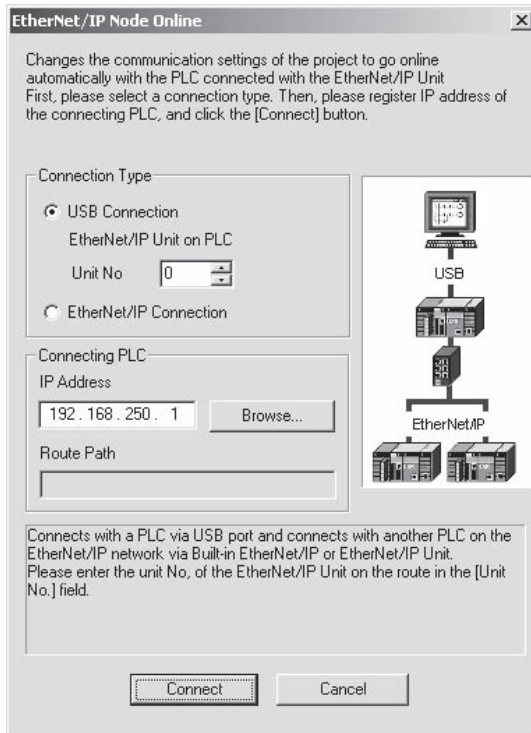 EtherNet/IP Node Online
Changes the communication settings of the project to go online
automatically with the PLC connected with the EtherNet/IP Unit
First, please select a connection type. Then, please register IP address of
the connecting PLC, and click the [Connect] button.
Connection Type
USB Connection
EtherNet/IP Unit on PLC
Unit No 0
EtherNet/IP Connection
USB
EtherNet/IP
Connecting PLC
IP Address
192 . 168 . 250 . 1 Browse...
Route Path
Connects with a PLC via USB port and connects with another PLC on the
EtherNet/IP network via Built-in EtherNet/IP or EtherNet/IP Unit.
Please enter the unit No, of the EtherNet/IP Unit on the route in the [Unit
No.] field.
Connect Cancel